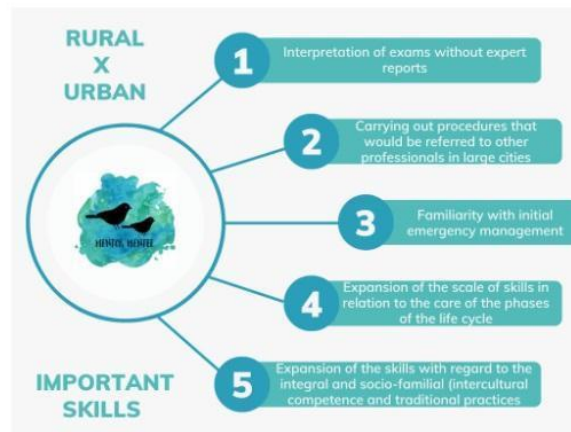 RURAL
X
URBAN
1
Interpretation of exams without expert
reports
2
Carrying out procedures that
would be referred to other
professionals in large cities
3
Familiarity with initial
emergency management
4
Expansion of the scale of skills in
relation to the care of the phases
of the life cycle
5
Expansion of the skills with regard to the
integral and socio-familial (intercultural
competence and traditional practices
MENTOR MENTEE
IMPORTANT
SKILLS